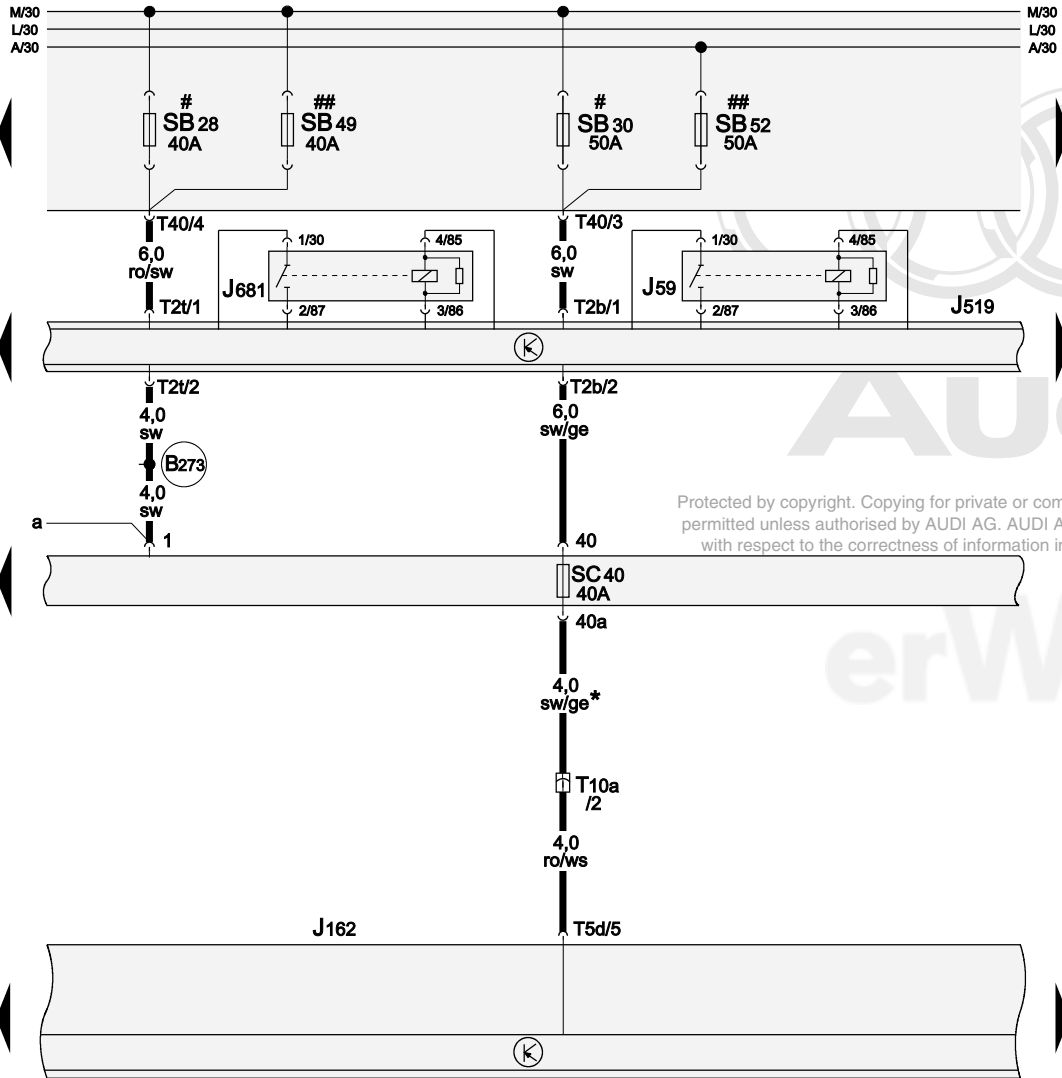 M/30
L/30
A/30
M/30
L/30
A/30
#
SB 28
40A
##
SB 49
40A
#
SB 30
50A
##
SB 52
50A
T40/4
T40/3
6,0
ro/sw
1/30
4/85
J681
2/87
3/86
6,0
sw
1/30
4/85
J59
2/87
3/86
J519
T2t/1
T2b/1
T2t/2
T2b/2
4,0
sw
6,0
sw/ge
B273
4,0
sw
a
1
40
SC 40
40A
40a
4,0
sw/ge*
T10a
/2
4,0
ro/ws
J162
T5d/5
Protected by copyright. Copying for private or com
permitted unless authorised by AUDI AG. AUDI A
with respect to the correctness of information in
Aud
erW